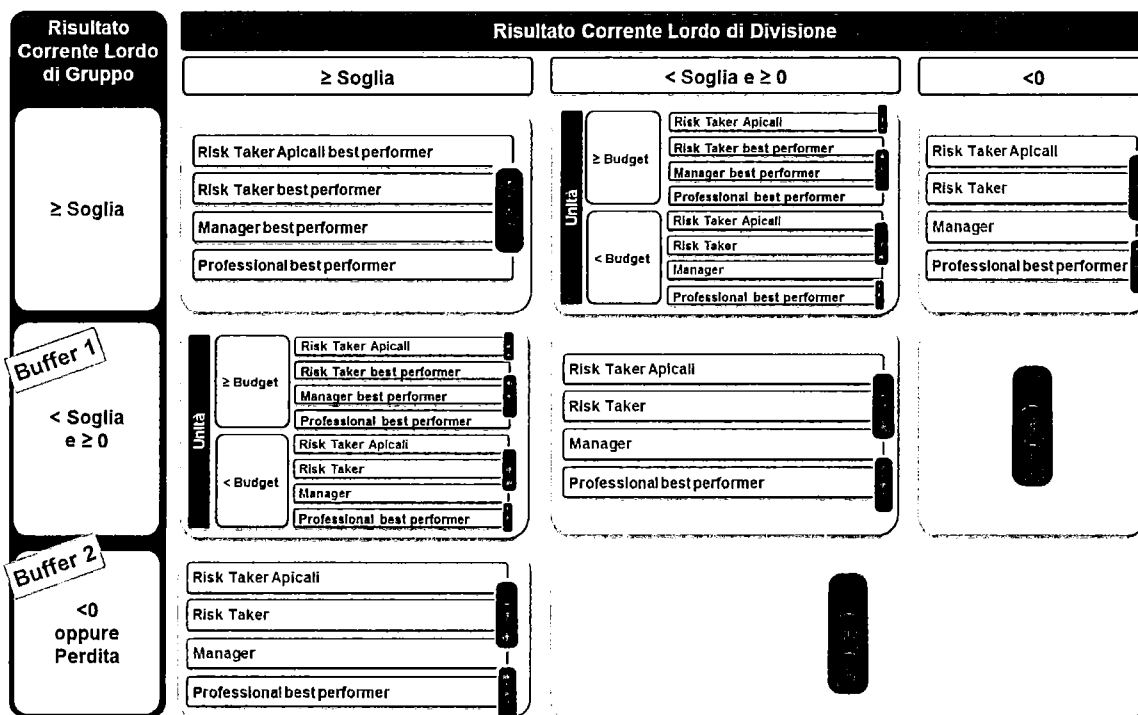 Risultato
Corrente Lordo
di Gruppo
Risultato Corrente Lordo di Divisione
≥ Soglia
< Soglia e ≥ 0
<0
≥ Soglia
Risk Taker Apicali best performer
Risk Taker best performer
Manager best performer
Professional best performer
Unità
≥ Budget
Risk Taker Apicali
Risk Taker best performer
Manager best performer
Professional best performer
< Budget
Risk Taker Apicali
Risk Taker
Manager
Professional best performer
Risk Taker Apicali
Risk Taker
Manager
Professional best performer
Buffer 1
< Soglia
e ≥ 0
Unità
≥ Budget
Risk Taker Apicali
Risk Taker best performer
Manager best performer
Professional best performer
< Budget
Risk Taker Apicali
Risk Taker
Manager
Professional best performer
Risk Taker Apicali
Risk Taker
Manager
Professional best performer
Buffer 2
<0
oppure
Perdita
Risk Taker Apicali
Risk Taker
Manager
Professional best performer